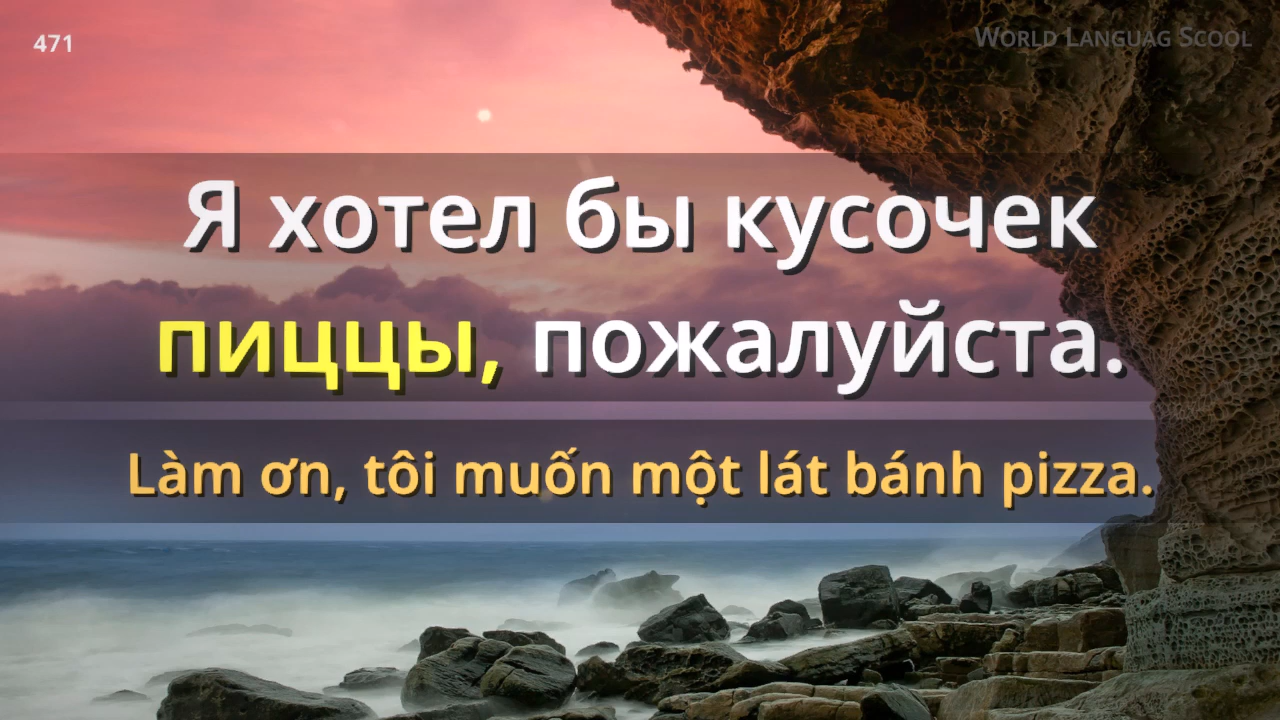 471
World Languag Scool
Я хотел бы кусочек
пиццы, пожалуйста.
Làm ơn, tôi muốn một lát bánh pizza.